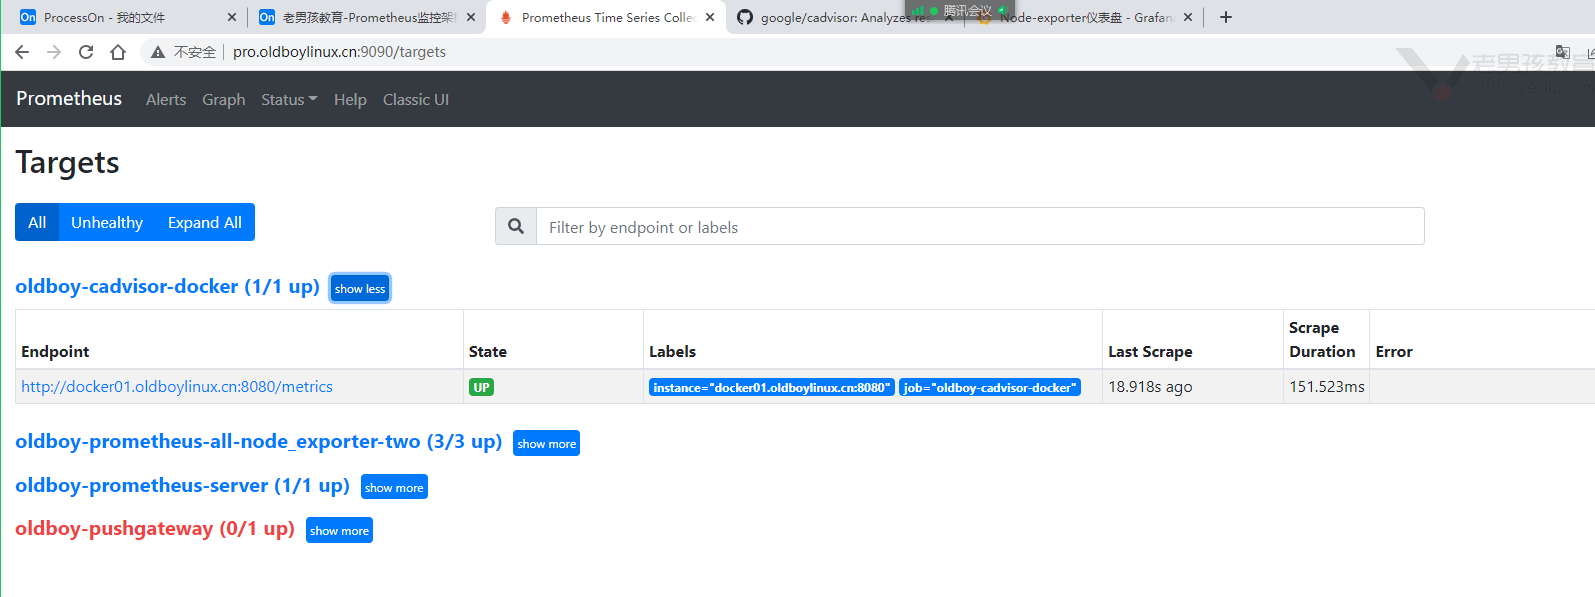 ProcessOn - 我的文件
老男孩教育-Prometheus监控架
Prometheus Time Series Collec
google/cadvisor: Analyzes res
腾讯会议
Node-exporter仪表盘 - Grafana
不安全
pro.oldboylinux.cn:9090/targets
老男孩教育
oldboyedu.com
Prometheus
Alerts
Graph
Status
Help
Classic UI
Targets
All
Unhealthy
Expand All
Filter by endpoint or labels
oldboy-cadvisor-docker (1/1 up)
show less
Endpoint
State
Labels
Last Scrape
Scrape
Duration
Error
http://docker01.oldboylinux.cn:8080/metrics
UP
instance="docker01.oldboylinux.cn:8080"
job="oldboy-cadvisor-docker"
18.918s ago
151.523ms
oldboy-prometheus-all-node_exporter-two (3/3 up)
show more
oldboy-prometheus-server (1/1 up)
show more
oldboy-pushgateway (0/1 up)
show more